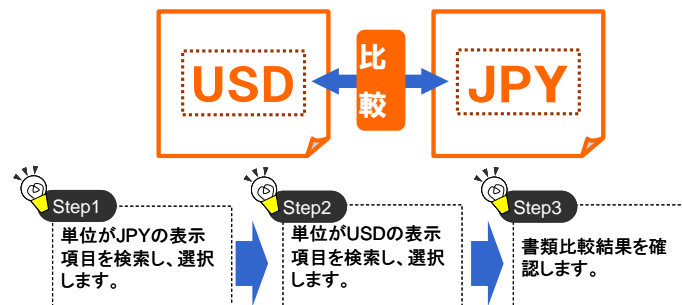 USD
比較
JPY
Step1
単位がJPYの表示
項目を検索し、選択
します。
Step2
単位がUSDの表示
項目を検索し、選択
します。
Step3
書類比較結果を確
認します。